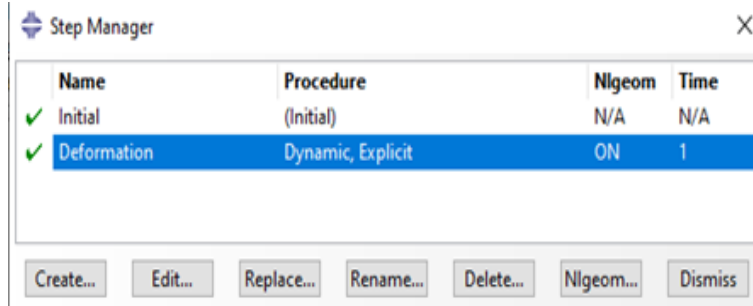 Step Manager
Name Procedure Nlgeom Time
Initial (Initial) N/A N/A
Deformation Dynamic, Explicit ON 1
Create... Edit... Replace... Rename... Delete... Nlgeom... Dismiss